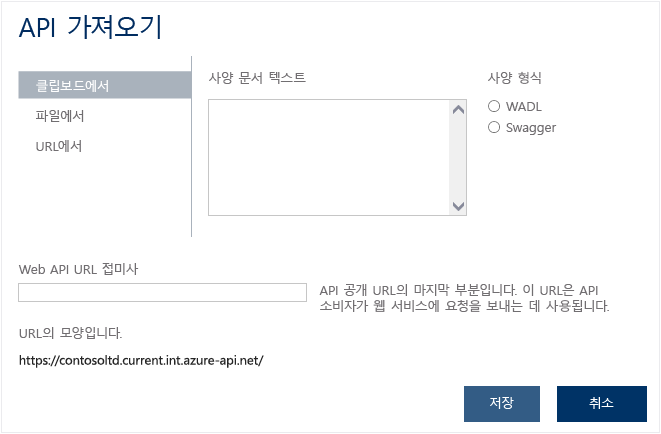 API 가져오기
클립보드에서
파일에서
URL에서
사양 문서 텍스트
사양 형식
WADL
Swagger
Web API URL 접미사
API 공개 URL의 마지막 부분입니다. 이 URL은 API
소비자가 웹 서비스에 요청을 보내는 데 사용됩니다.
URL의 모양입니다.
https://contosoltd.current.int.azure-api.net/
저장
취소